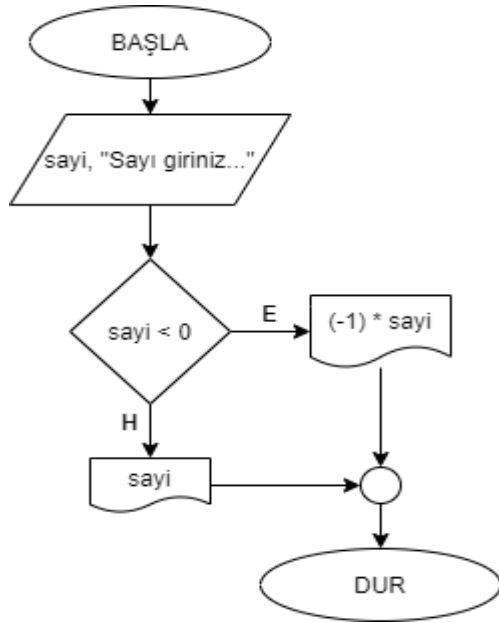 BAŞLA
sayi, "Sayı giriniz..."
sayi < 0
E
(-1) * sayi
H
sayi
DUR